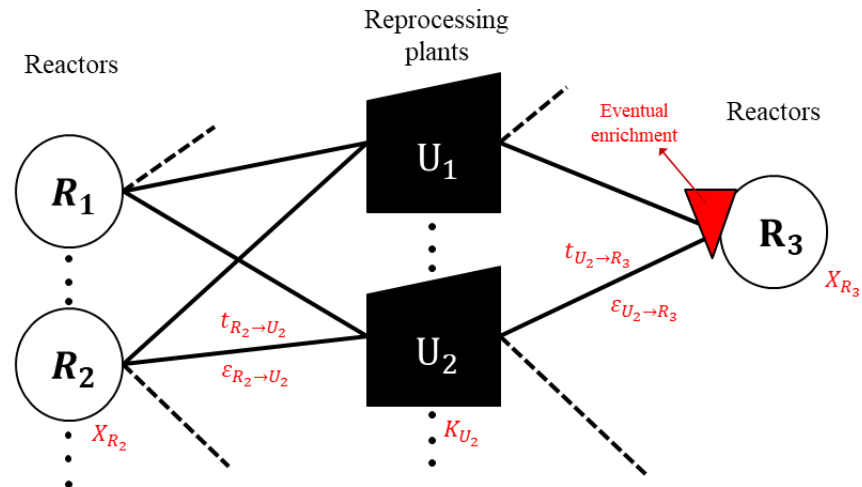 Reprocessing
plants
Reactors
Eventual
enrichment
Reactors
R₁
U₁
R₃
X_{R₃}
t_{U₂→R₃}
ε_{U₂→R₃}
t_{R₂→U₂}
R₂
U₂
ε_{R₂→U₂}
X_{R₂}
K_{U₂}